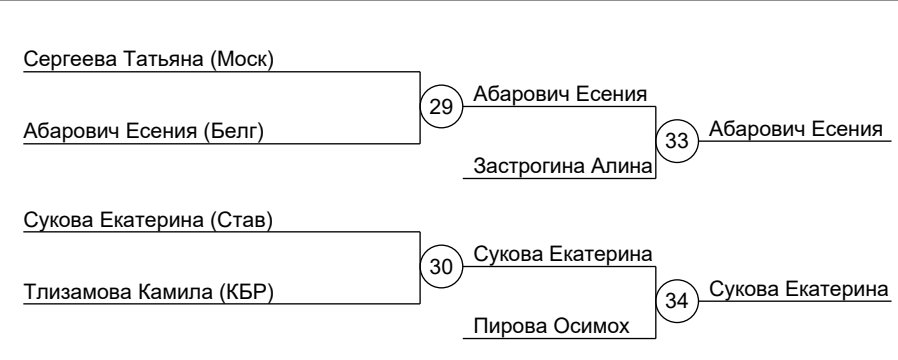 Сергеева Татьяна (Моск)
29
Абарович Есения
Абарович Есения (Белг)
33
Абарович Есения
Застрогина Алина
Сукова Екатерина (Став)
30
Сукова Екатерина
Тлизамова Камила (КБР)
34
Сукова Екатерина
Пирова Осимох